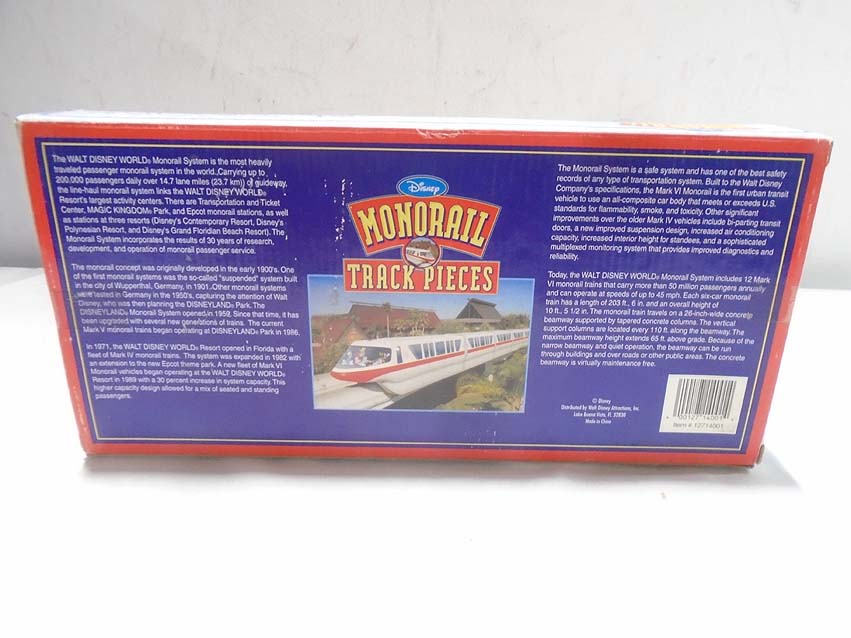 The WALT DISNEY WORLD® Monorail System is the most heavily
traveled passenger monorail system in the world. Carrying up to
200,000 passengers daily over 14.7 lane miles (23.7 km) of guideway,
the line-haul monorail system links the WALT DISNEY WORLD®
Resort's largest activity centers. There are Transportation and Ticket
Center, MAGIC KINGDOM® Park, and Epcot monorail stations, as well
as stations at three resorts (Disney's Contemporary Resort, Disney's
Polynesian Resort, and Disney's Grand Floridian Beach Resort). The
Monorail System incorporates the results of 30 years of research,
development, and operation of monorail passenger service.
The monorail concept was originally developed in the early 1900's. One
of the first monorail systems was the so-called "suspended" system built
in the city of Wupperthal, Germany, in 1901. Other monorail systems
were tested in Germany in the 1950's, capturing the attention of Walt
Disney, who was then planning the DISNEYLAND® Park. The
DISNEYLAND® Monorail System opened in 1959. Since that time, it has
been upgraded with several new generations of trains. The current
Mark V monorail trains began operating at DISNEYLAND® Park in 1986.
In 1971, the WALT DISNEY WORLD® Resort opened in Florida with a
fleet of Mark IV monorail trains. The system was expanded in 1982 with
an extension to the new Epcot theme park. A new fleet of Mark VI
Monorail vehicles began operating at the WALT DISNEY WORLD®
Resort in 1989 with a 30 percent increase in system capacity. This
higher capacity design allowed for a mix of seated and standing
passengers.
Disney
MONORAIL
TRACK PIECES
The Monorail System is a safe system and has one of the best safety
records of any type of transportation system. Built to the Walt Disney
Company's specifications, the Mark VI Monorail is the first urban transit
vehicle to use an all-composite car body that meets or exceeds U.S.
standards for flammability, smoke, and toxicity. Other significant
improvements over the older Mark IV vehicles include bi-parting transit
doors, a new improved suspension design, increased air conditioning
capacity, increased interior height for standees, and a sophisticated
multiplexed monitoring system that provides improved diagnostics and
reliability.
Today, the WALT DISNEY WORLD® Monorail System includes 12 Mark
VI monorail trains that carry more than 50 million passengers annually
and can operate at speeds of up to 45 mph. Each six-car monorail
train has a length of 203 ft., 6 in. and an overall height of
10 ft., 5 1/2 in. The monorail train travels on a 26-inch-wide concrete
beamway supported by tapered concrete columns. The vertical
support columns are located every 110 ft. along the beamway. The
maximum beamway height extends 65 ft. above grade. Because of the
narrow beamway and quiet operation, the beamway can be run
through buildings and over roads or other public areas. The concrete
beamway is virtually maintenance free.
© Disney
Distributed by Walt Disney Attractions, Inc.
Lake Buena Vista, FL 32830
Made in China
Item # 12714001